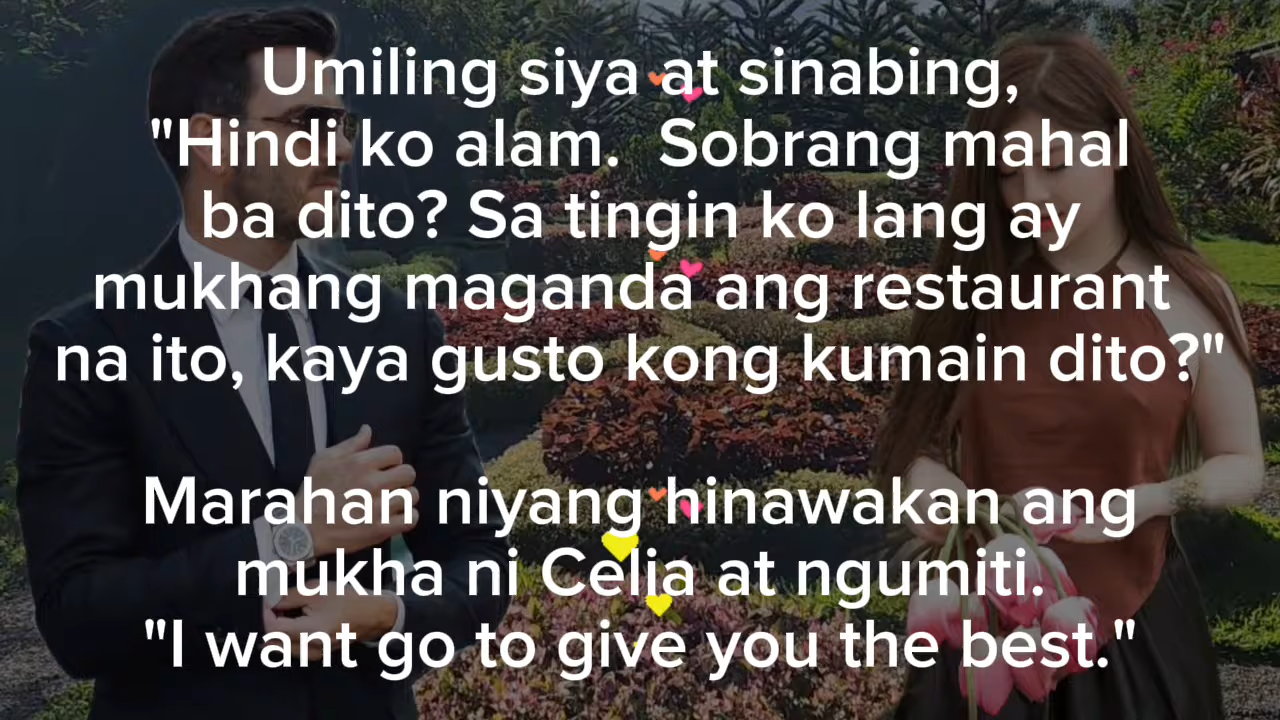 Umiling siya at sinabing,
"Hindi ko alam.  Sobrang mahal
ba dito? Sa tingin ko lang ay
mukhang maganda ang restaurant
na ito, kaya gusto kong kumain dito?"
Marahan niyang hinawakan ang
mukha ni Celia at ngumiti.
"I want go to give you the best."